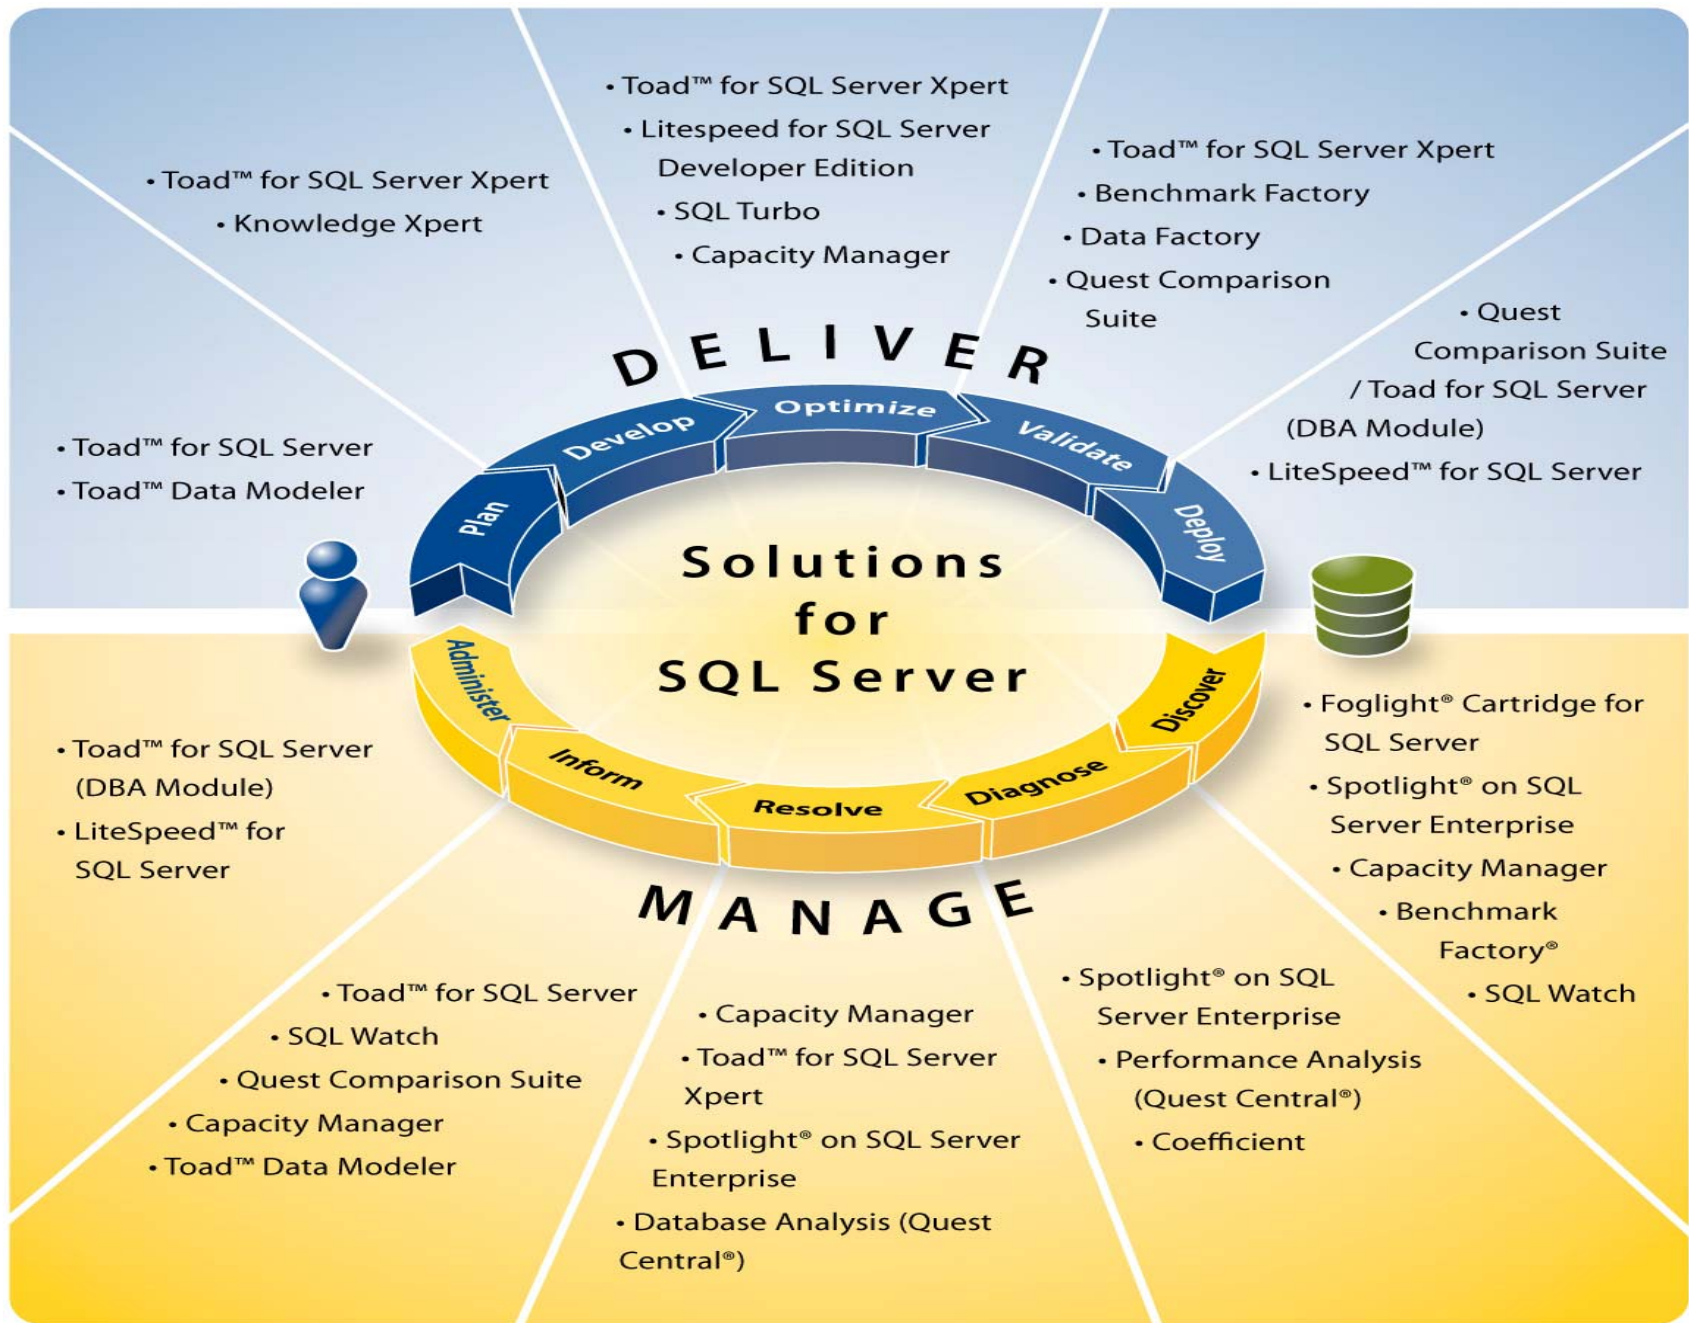 • Toad™ for SQL Server Xpert
• Litespeed for SQL Server
Developer Edition
• SQL Turbo
• Capacity Manager
• Toad™ for SQL Server Xpert
• Knowledge Xpert
• Toad™ for SQL Server Xpert
• Benchmark Factory
• Data Factory
• Quest Comparison
Suite
• Quest
Comparison Suite
/ Toad for SQL Server
(DBA Module)
• LiteSpeed™ for SQL Server
• Toad™ for SQL Server
• Toad™ Data Modeler
DELIVER
Plan
Develop
Optimize
Validate
Deploy
Solutions
for
SQL Server
Administer
Inform
Resolve
Diagnose
Discover
MANAGE
• Toad™ for SQL Server
(DBA Module)
• LiteSpeed™ for
SQL Server
• Foglight® Cartridge for
SQL Server
• Spotlight® on SQL
Server Enterprise
• Capacity Manager
• Benchmark
Factory®
• SQL Watch
• Toad™ for SQL Server
• SQL Watch
• Quest Comparison Suite
• Capacity Manager
• Toad™ Data Modeler
• Capacity Manager
• Toad™ for SQL Server
Xpert
• Spotlight® on SQL Server
Enterprise
• Database Analysis (Quest
Central®)
• Spotlight® on SQL
Server Enterprise
• Performance Analysis
(Quest Central®)
• Coefficient